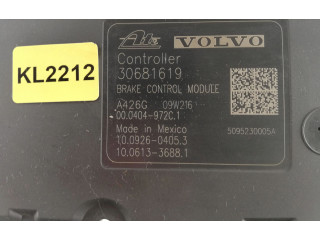 KL2212
Ate VOLVO
Controller
30681619
BRAKE CONTROL MODULE
A426G 09W216
00.0404-972C.1
Made in Mexico 5095230005A
10.0926-0405.3
10.0613-3688.1